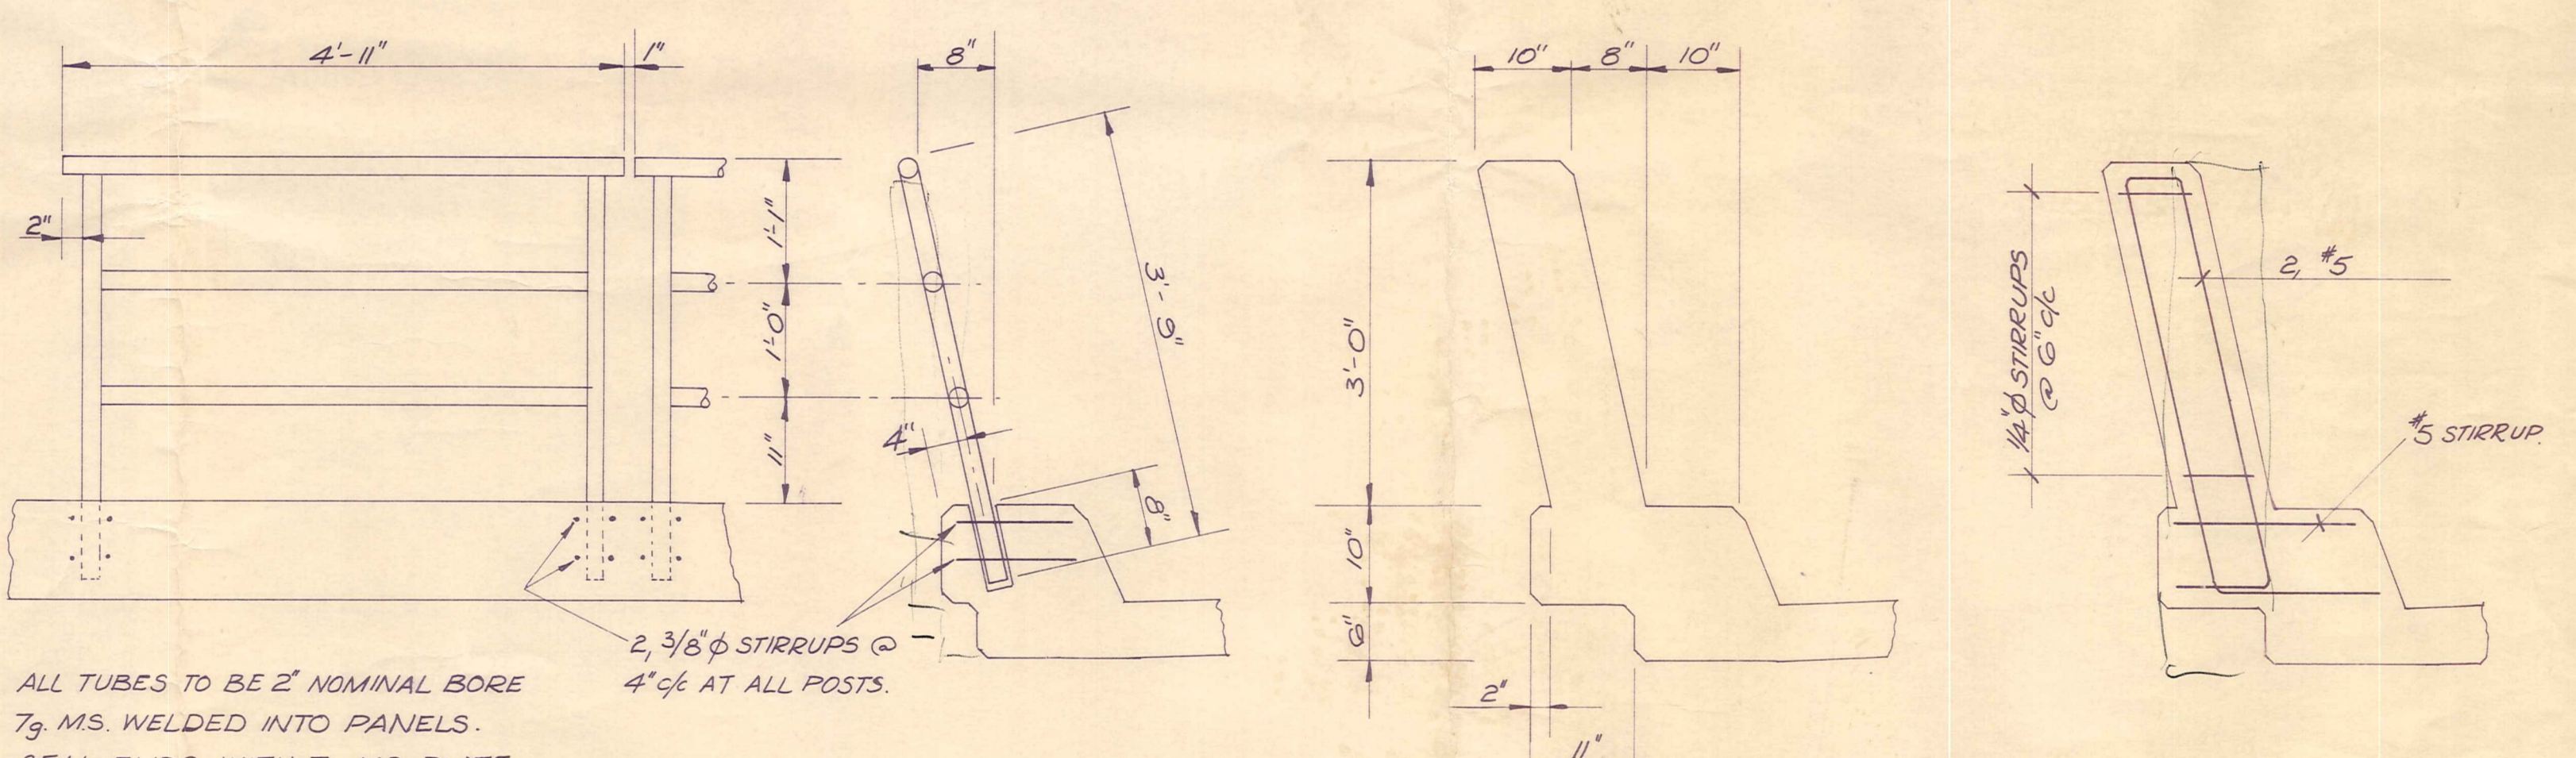 4'-11"
1"
2"
1'-1"
1'-0"
11"
8"
3'-9"
4"
8"
2, 3/8"φ STIRRUPS @
4" c/c AT ALL POSTS.
ALL TUBES TO BE 2" NOMINAL BORE
7g. M.S. WELDED INTO PANELS.
10"
8"
10"
3'-0"
10"
6"
2"
11"
1/4"φ STIRRUPS
@ 6" c/c
2, #5
#5 STIRRUP.